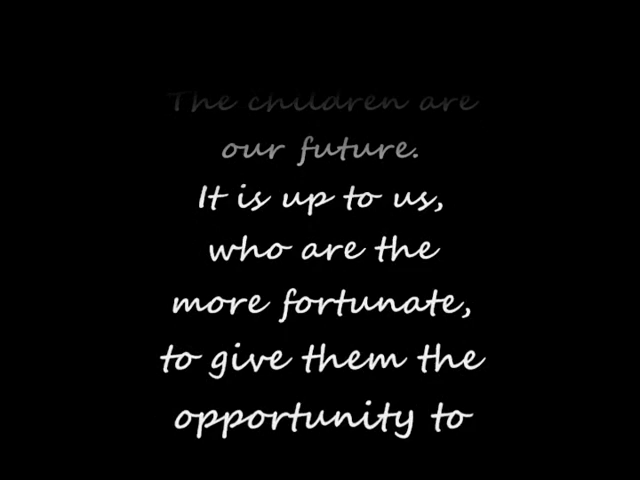 The children are
our future.
It is up to us,
who are the
more fortunate,
to give them the
opportunity to